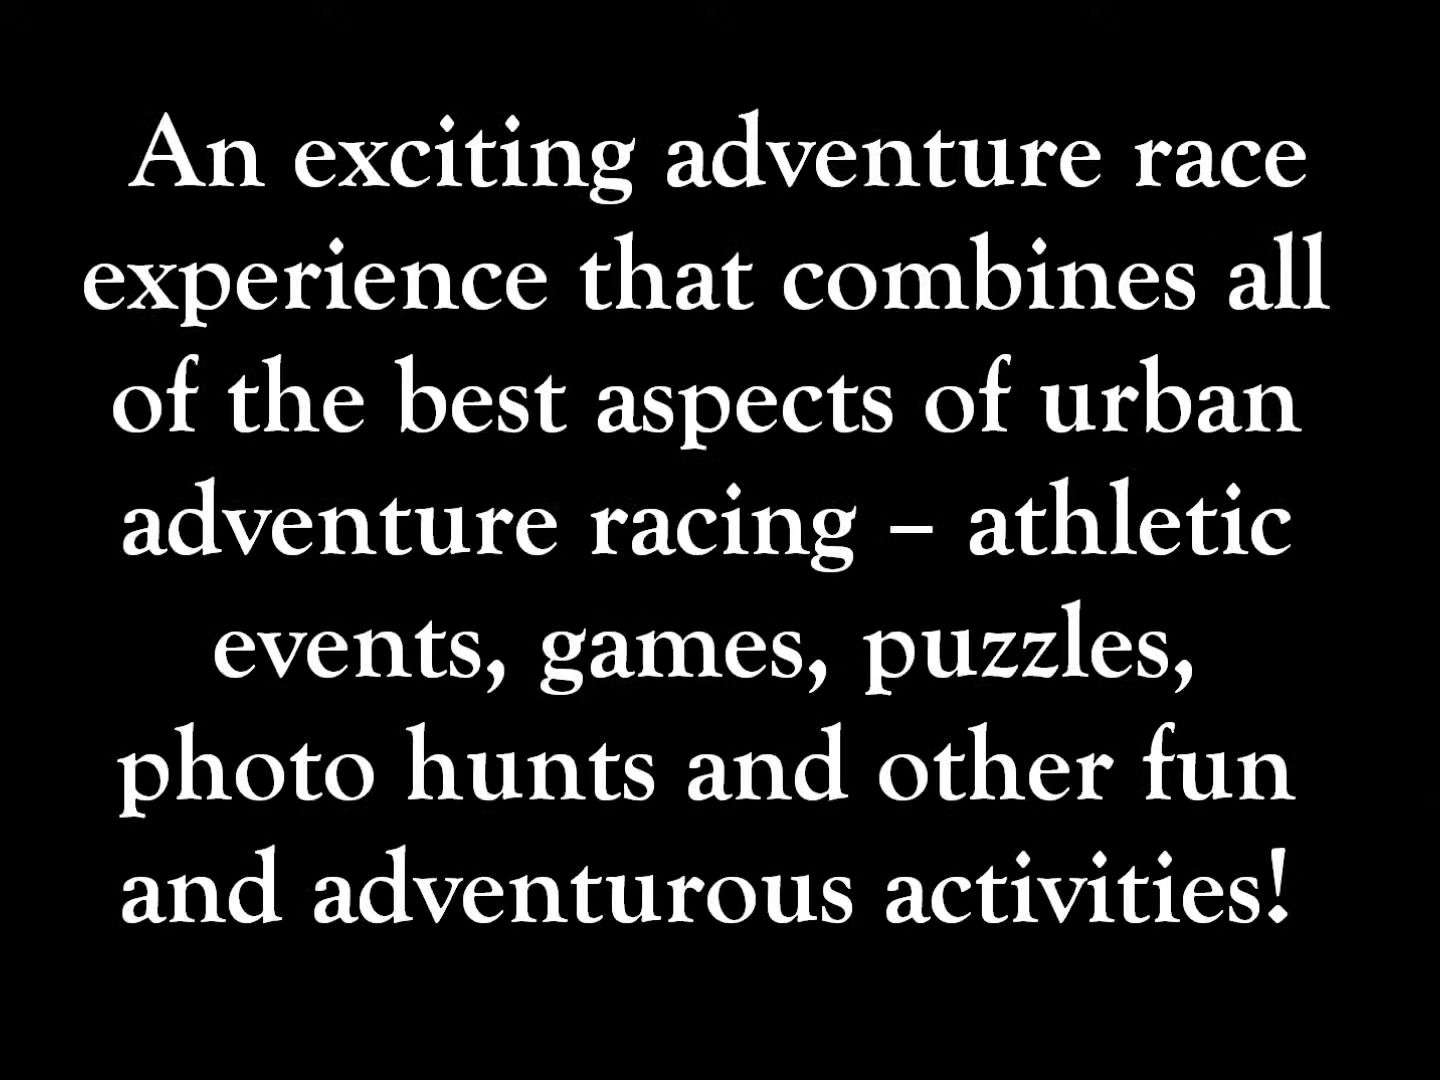 An exciting adventure race
experience that combines all
of the best aspects of urban
adventure racing – athletic
events, games, puzzles,
photo hunts and other fun
and adventurous activities!